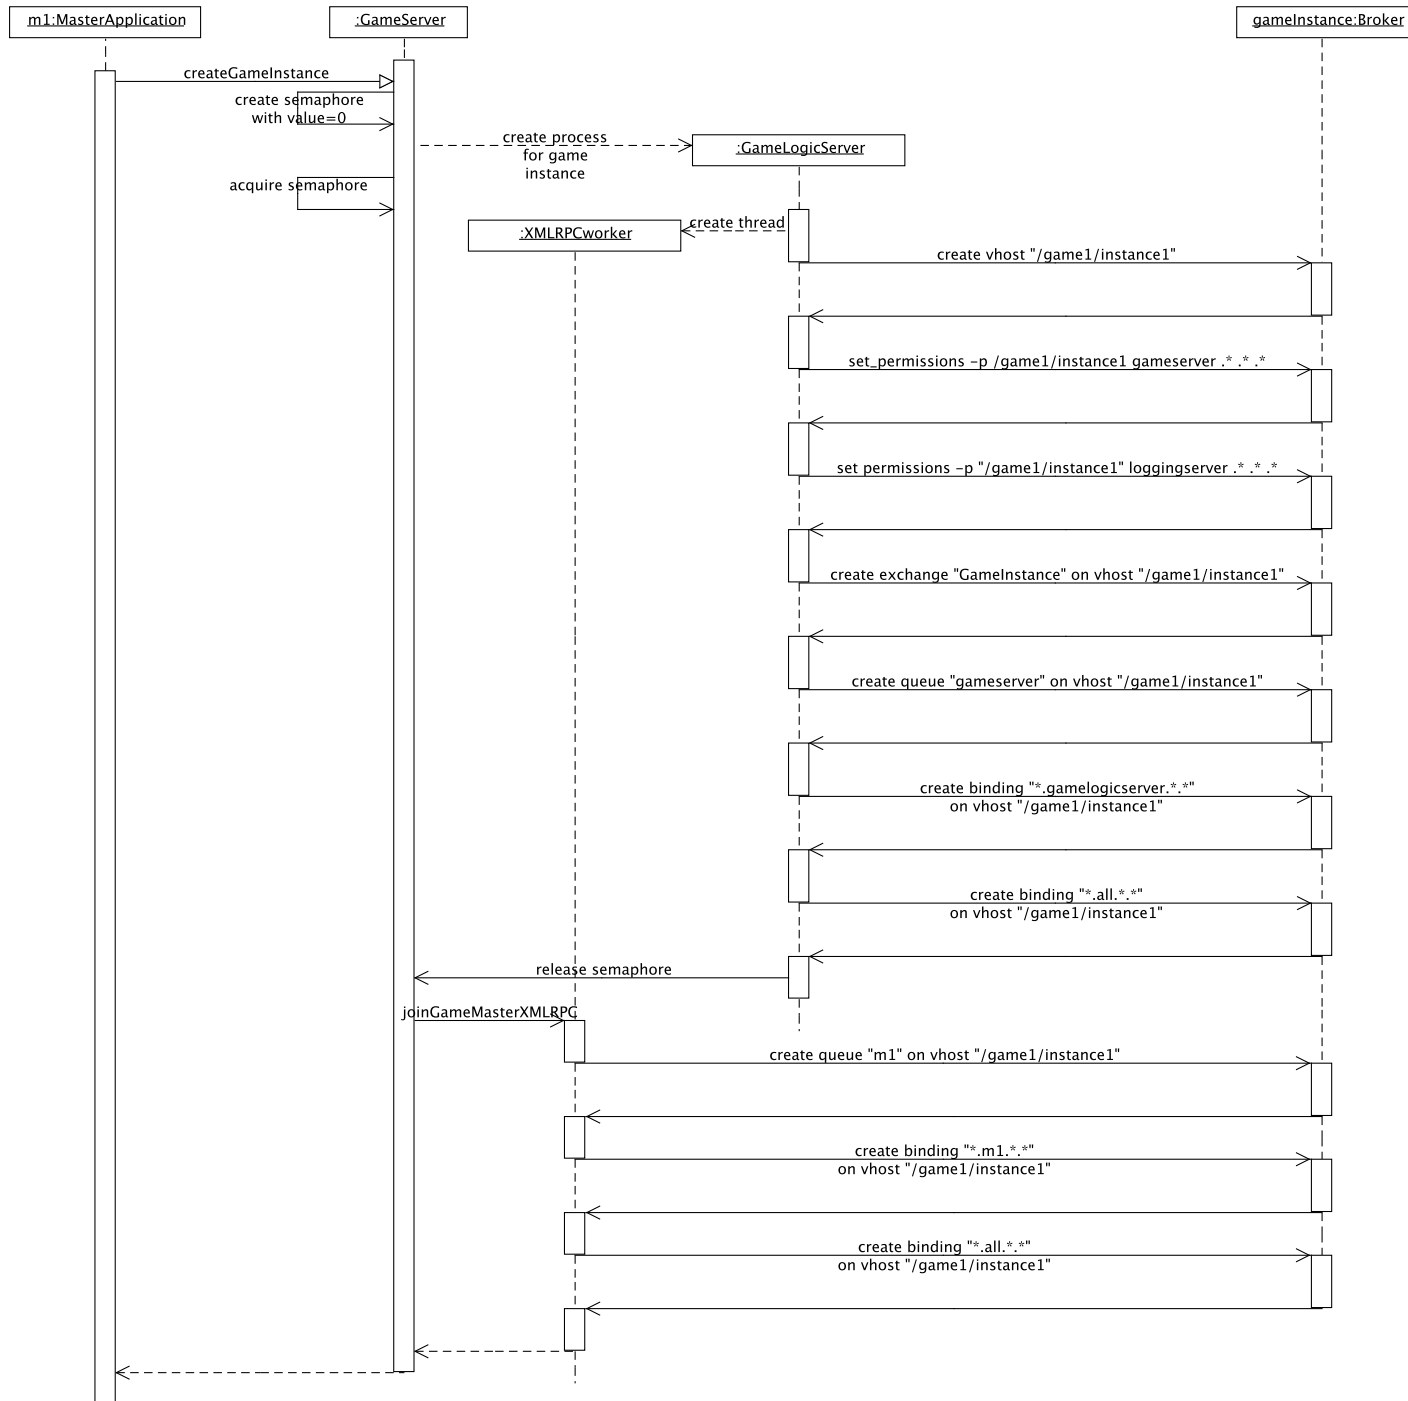 m1:MasterApplication
:GameServer
gameInstance:Broker
createGameInstance
create semaphore
with value=0
create process
for game
instance
:GameLogicServer
acquire semaphore
create thread
:XMLRPCworker
create vhost "/game1/instance1"
set_permissions -p /game1/instance1 gameserver .* .* .*
set permissions -p "/game1/instance1" loggingserver .* .* .*
create exchange "GameInstance" on vhost "/game1/instance1"
create queue "gameserver" on vhost "/game1/instance1"
create binding "*.gamelogicserver.*.*"
on vhost "/game1/instance1"
create binding "*.all.*.*"
on vhost "/game1/instance1"
release semaphore
joinGameMasterXMLRPC
create queue "m1" on vhost "/game1/instance1"
create binding "*.m1.*.*"
on vhost "/game1/instance1"
create binding "*.all.*.*"
on vhost "/game1/instance1"